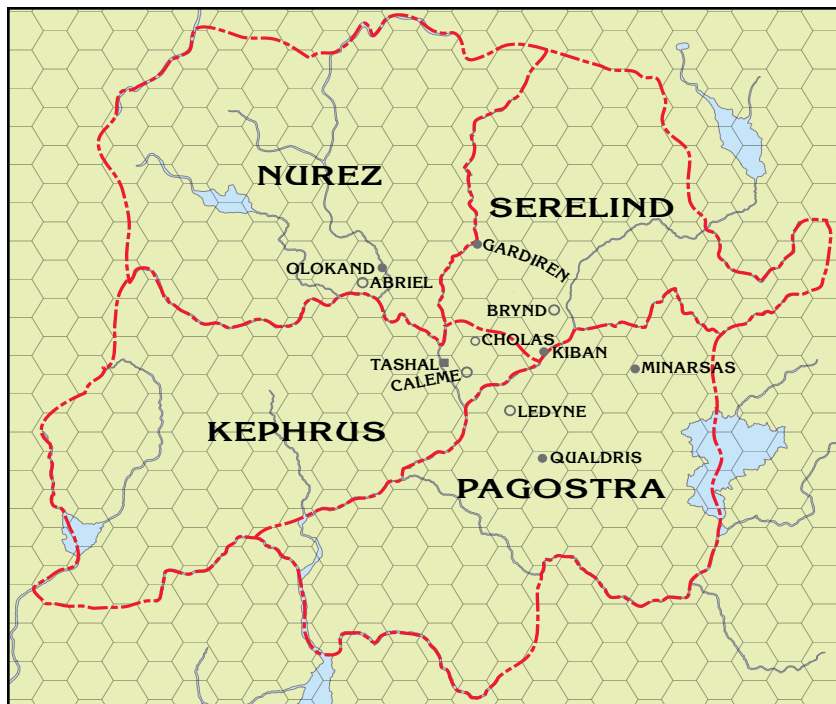 NUREZ
SERELIND
GARDIREN
OLOKAND
ABRIEL
BRYND
CHOLAS
KIBAN
TASHAL
CALEME
MINARSAS
LEDYNE
KEPHRUS
QUALDRIS
PAGOSTRA